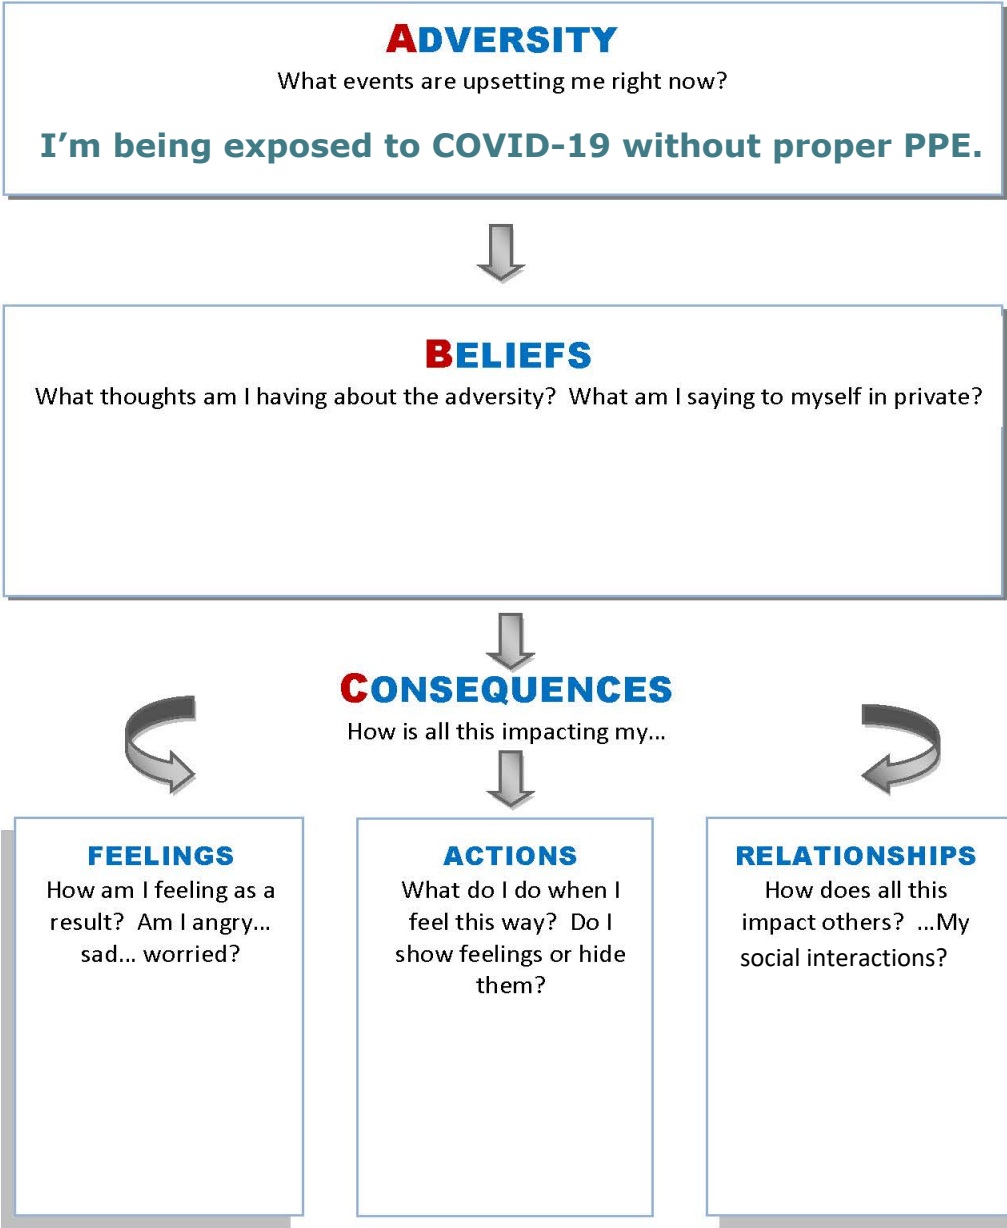 ADVERSITY
What events are upsetting me right now?
I’m being exposed to COVID-19 without proper PPE.
BELIEFS
What thoughts am I having about the adversity?  What am I saying to myself in private?
CONSEQUENCES
How is all this impacting my...
FEELINGS
How am I feeling as a
result?  Am I angry...
sad... worried?
ACTIONS
What do I do when I
feel this way?  Do I
show feelings or hide
them?
RELATIONSHIPS
How does all this
impact others?  ...My
social interactions?